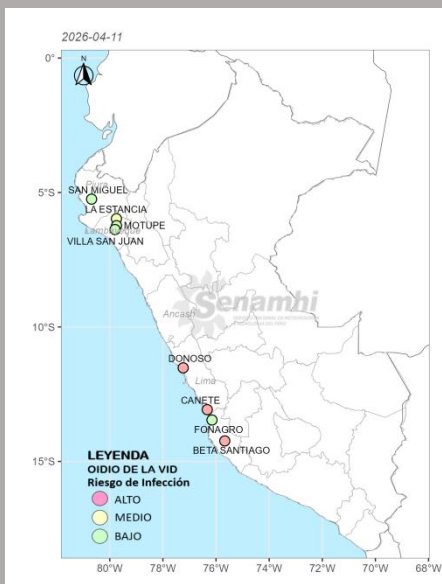 2026-04-11
N
0°
5°S
10°S
15°S
Piura
SAN MIGUEL
LA ESTANCIA
MOTUPE
Lambayeque
VILLA SAN JUAN
Senamhi
Ancash
DONOSO
Lima
CANETE
FONAGRO
BETA SANTIAGO
LEYENDA
OIDIO DE LA VID
Riesgo de Infección
ALTO
MEDIO
BAJO
80°W 78°W 76°W 74°W 72°W 70°W 68°W